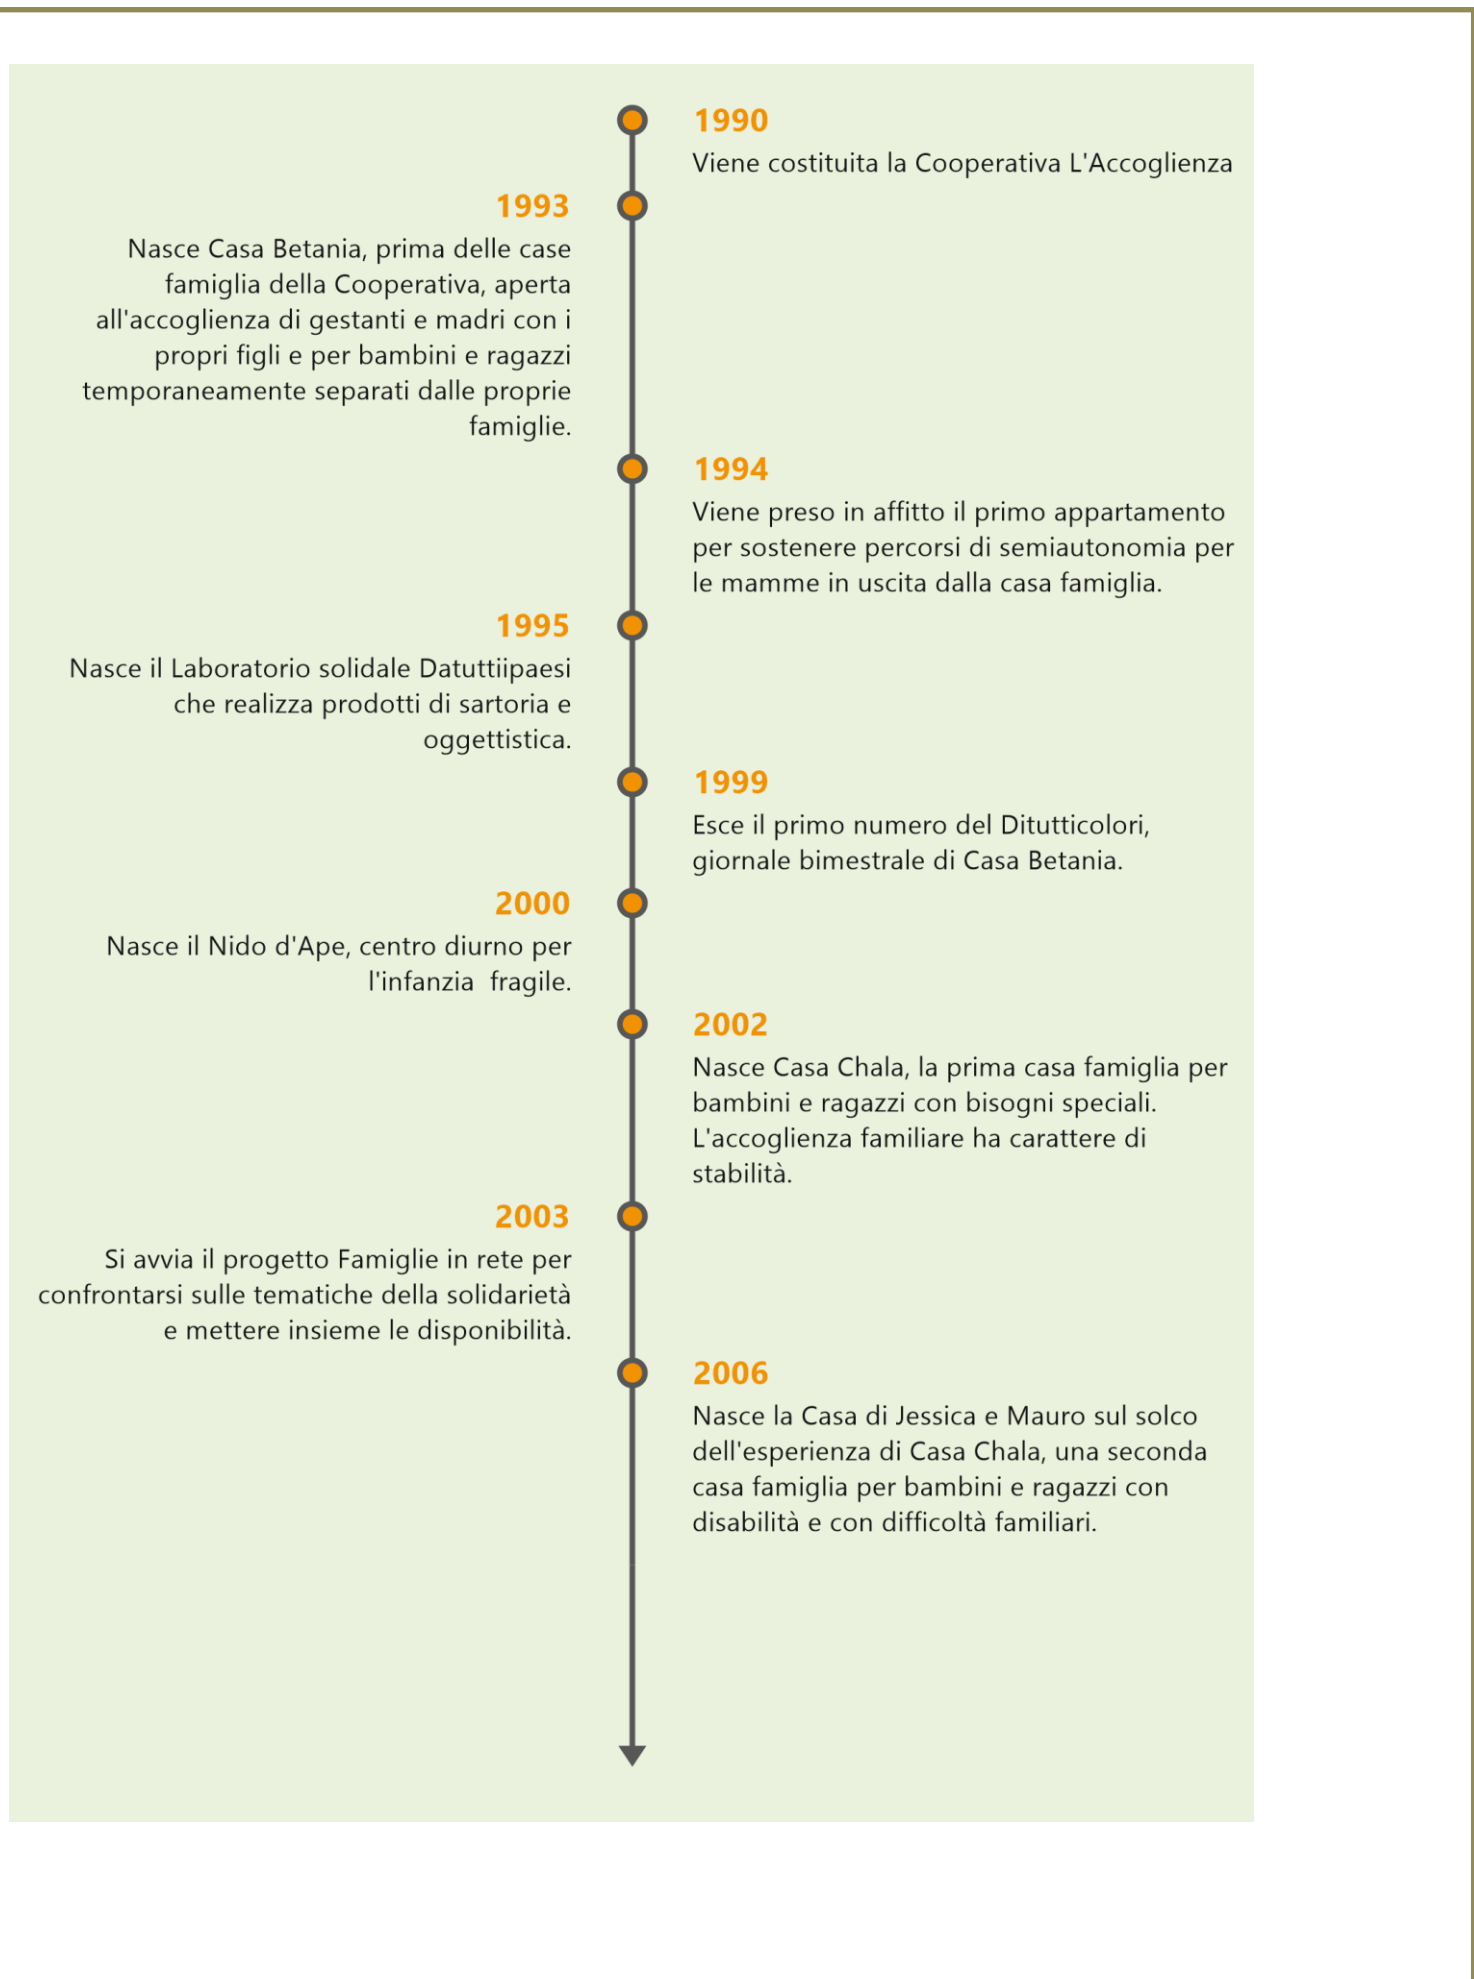 1990
Viene costituita la Cooperativa L'Accoglienza
1993
Nasce Casa Betania, prima delle case
famiglia della Cooperativa, aperta
all'accoglienza di gestanti e madri con i
propri figli e per bambini e ragazzi
temporaneamente separati dalle proprie
famiglie.
1994
Viene preso in affitto il primo appartamento
per sostenere percorsi di semiautonomia per
le mamme in uscita dalla casa famiglia.
1995
Nasce il Laboratorio solidale Datuttiipaesi
che realizza prodotti di sartoria e
oggettistica.
1999
Esce il primo numero del Ditutticolori,
giornale bimestrale di Casa Betania.
2000
Nasce il Nido d'Ape, centro diurno per
l'infanzia  fragile.
2002
Nasce Casa Chala, la prima casa famiglia per
bambini e ragazzi con bisogni speciali.
L'accoglienza familiare ha carattere di
stabilità.
2003
Si avvia il progetto Famiglie in rete per
confrontarsi sulle tematiche della solidarietà
e mettere insieme le disponibilità.
2006
Nasce la Casa di Jessica e Mauro sul solco
dell'esperienza di Casa Chala, una seconda
casa famiglia per bambini e ragazzi con
disabilità e con difficoltà familiari.